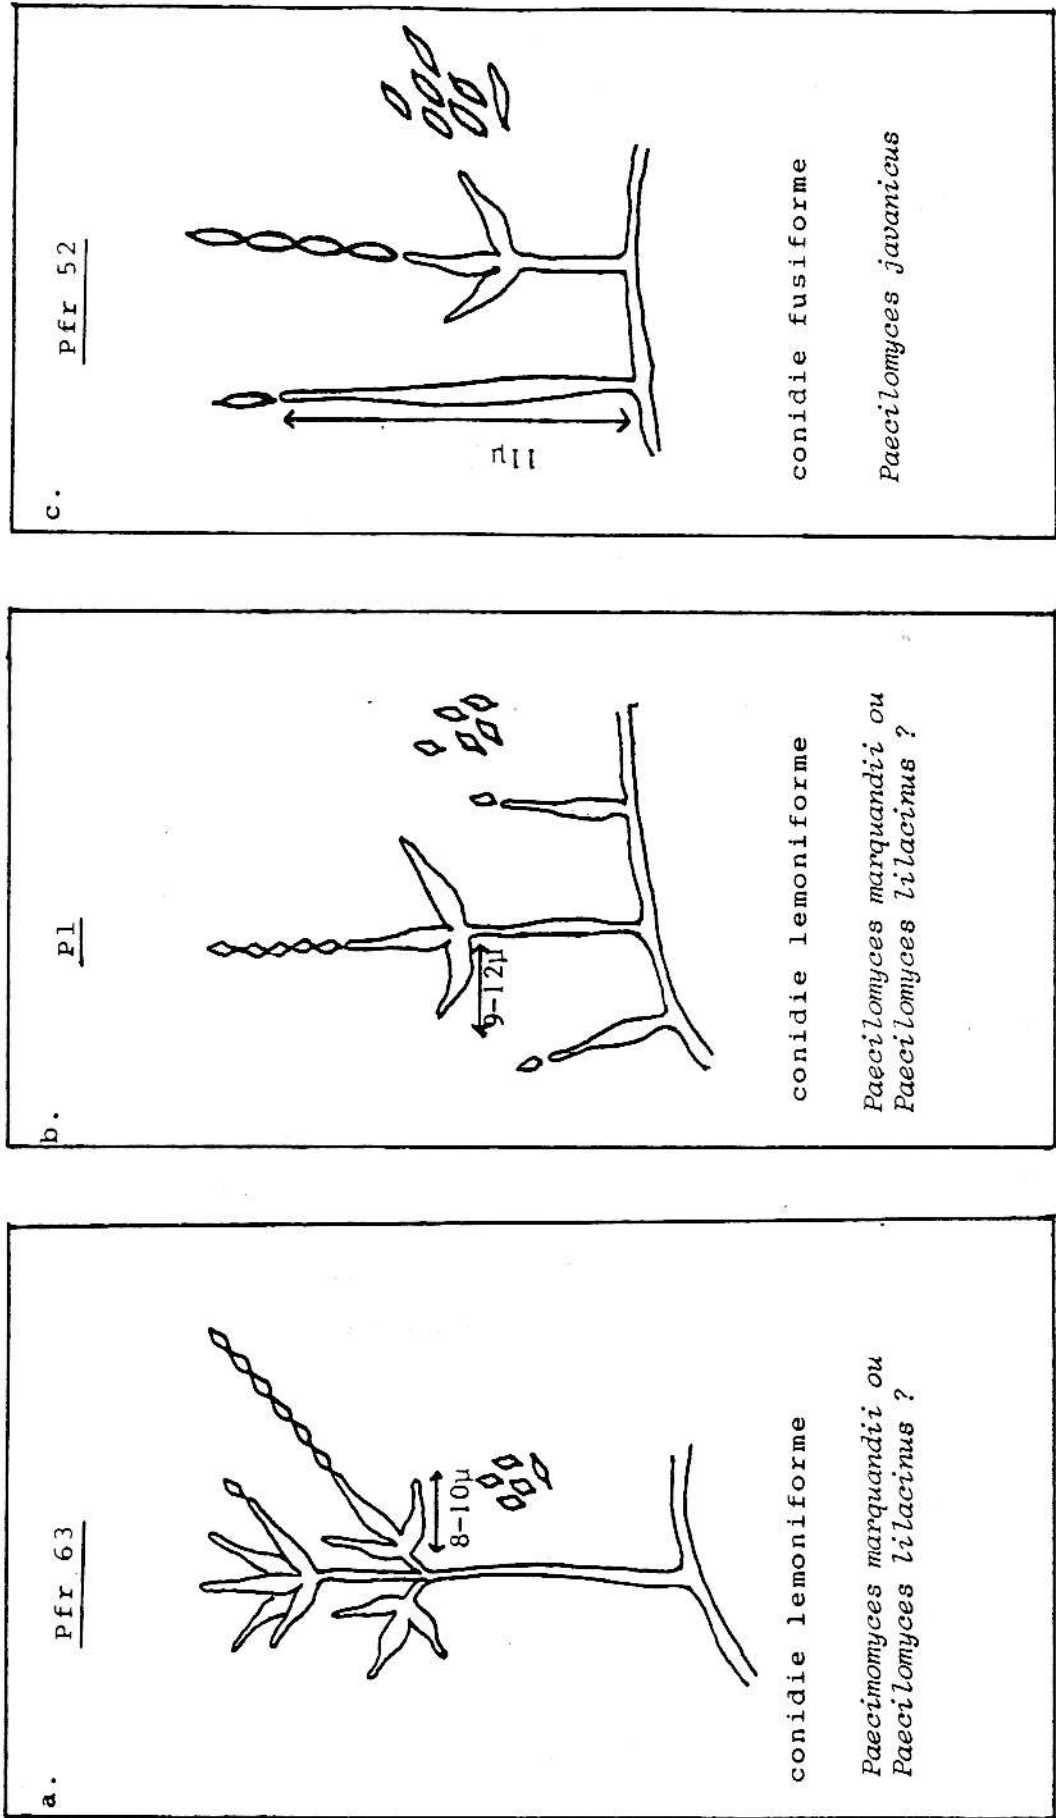 a.
Pfr 63
8-10µ
conidie lemoniforme
Paecimomyces marquandii ou
Paecilomyces lilacinus ?
b.
Pl
9-12µ
conidie lemoniforme
Paecilomyces marquandii ou
Paecilomyces lilacinus ?
c.
Pfr 52
11µ
conidie fusiforme
Paecilomyces javanicus